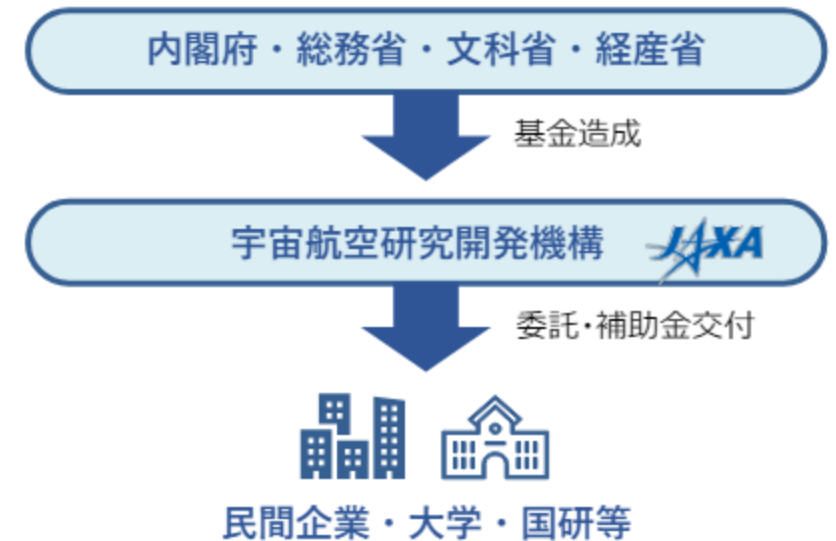 内閣府・総務省・文科省・経産省
基金造成
宇宙航空研究開発機構 JAXA
委託・補助金交付
民間企業・大学・国研等